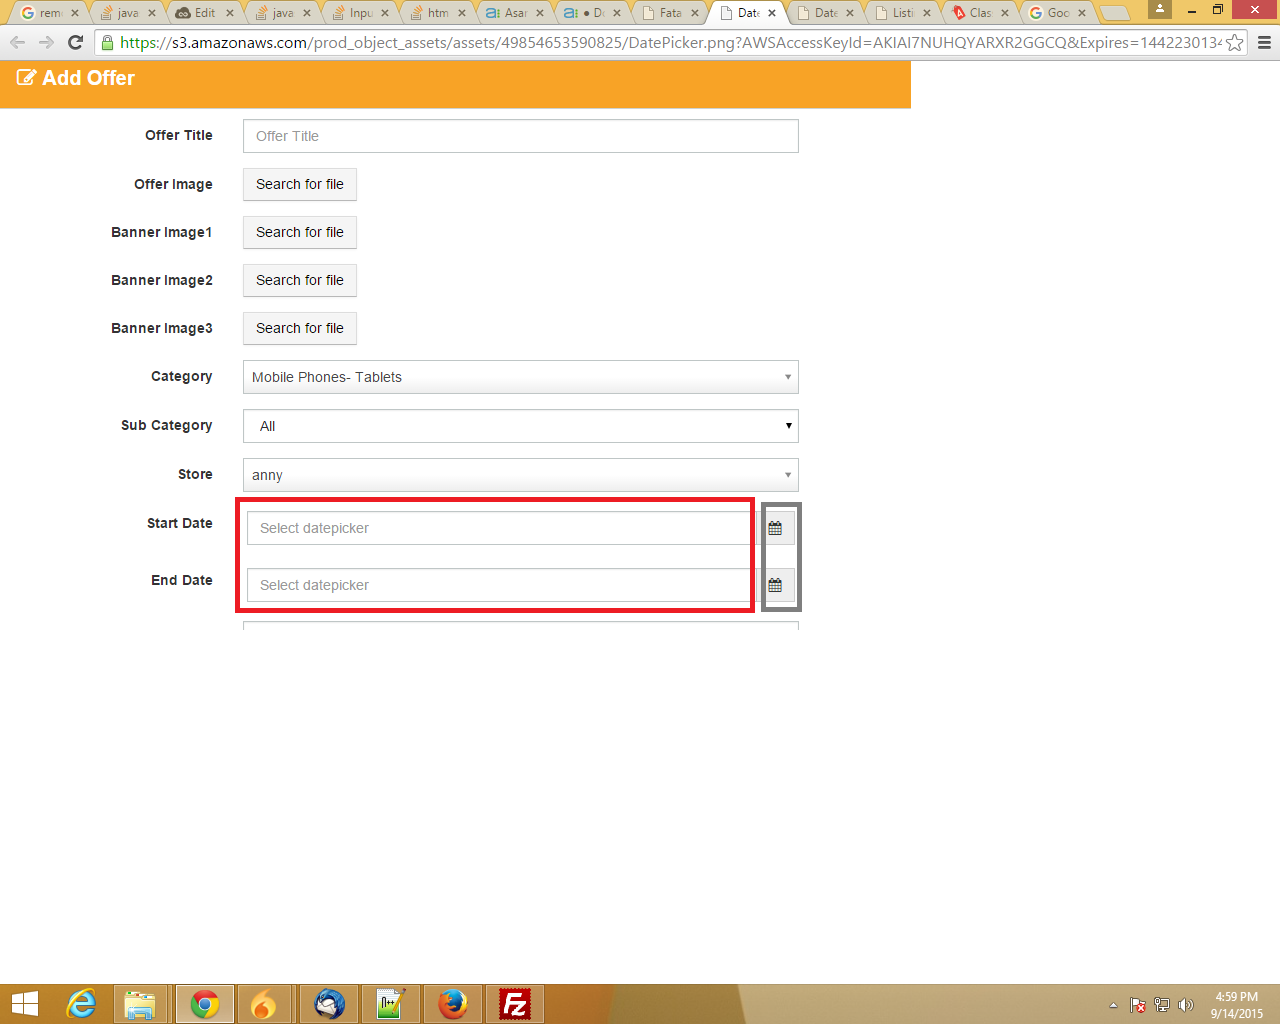 reme
java
Edit
java
Inpu
htm
Asar
● Do
Fata
Date
Date
Listi
Clas
Goo
https://s3.amazonaws.com/prod_object_assets/assets/49854653590825/DatePicker.png?AWSAccessKeyId=AKIAI7NUHQYARXR2GGCQ&Expires=1442230134
Add Offer
Offer Title
Offer Title
Offer Image
Search for file
Banner Image1
Search for file
Banner Image2
Search for file
Banner Image3
Search for file
Category
Mobile Phones- Tablets
Sub Category
All
Store
anny
Start Date
Select datepicker
End Date
Select datepicker
4:59 PM
9/14/2015